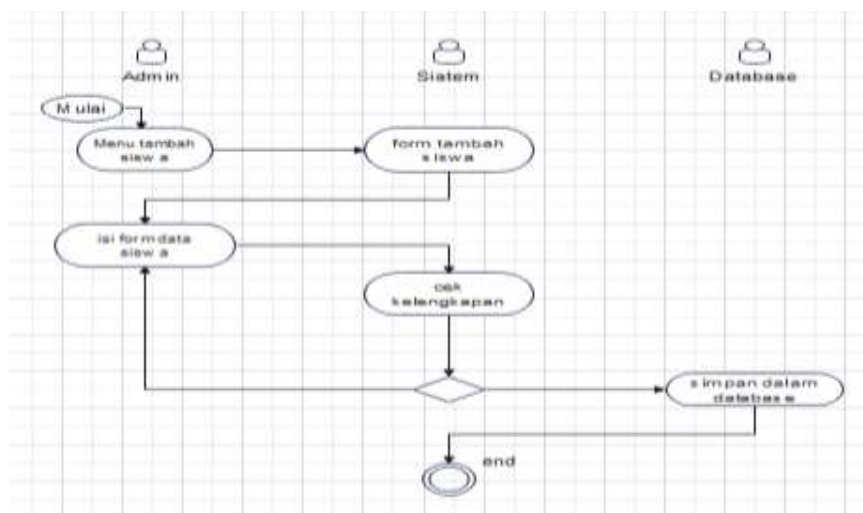 Admin
Sistem
Database
Mulai
Menu tambah
siswa
form tambah
siswa
isi form data
siswa
cek
kelengkapan
simpan dalam
database
end